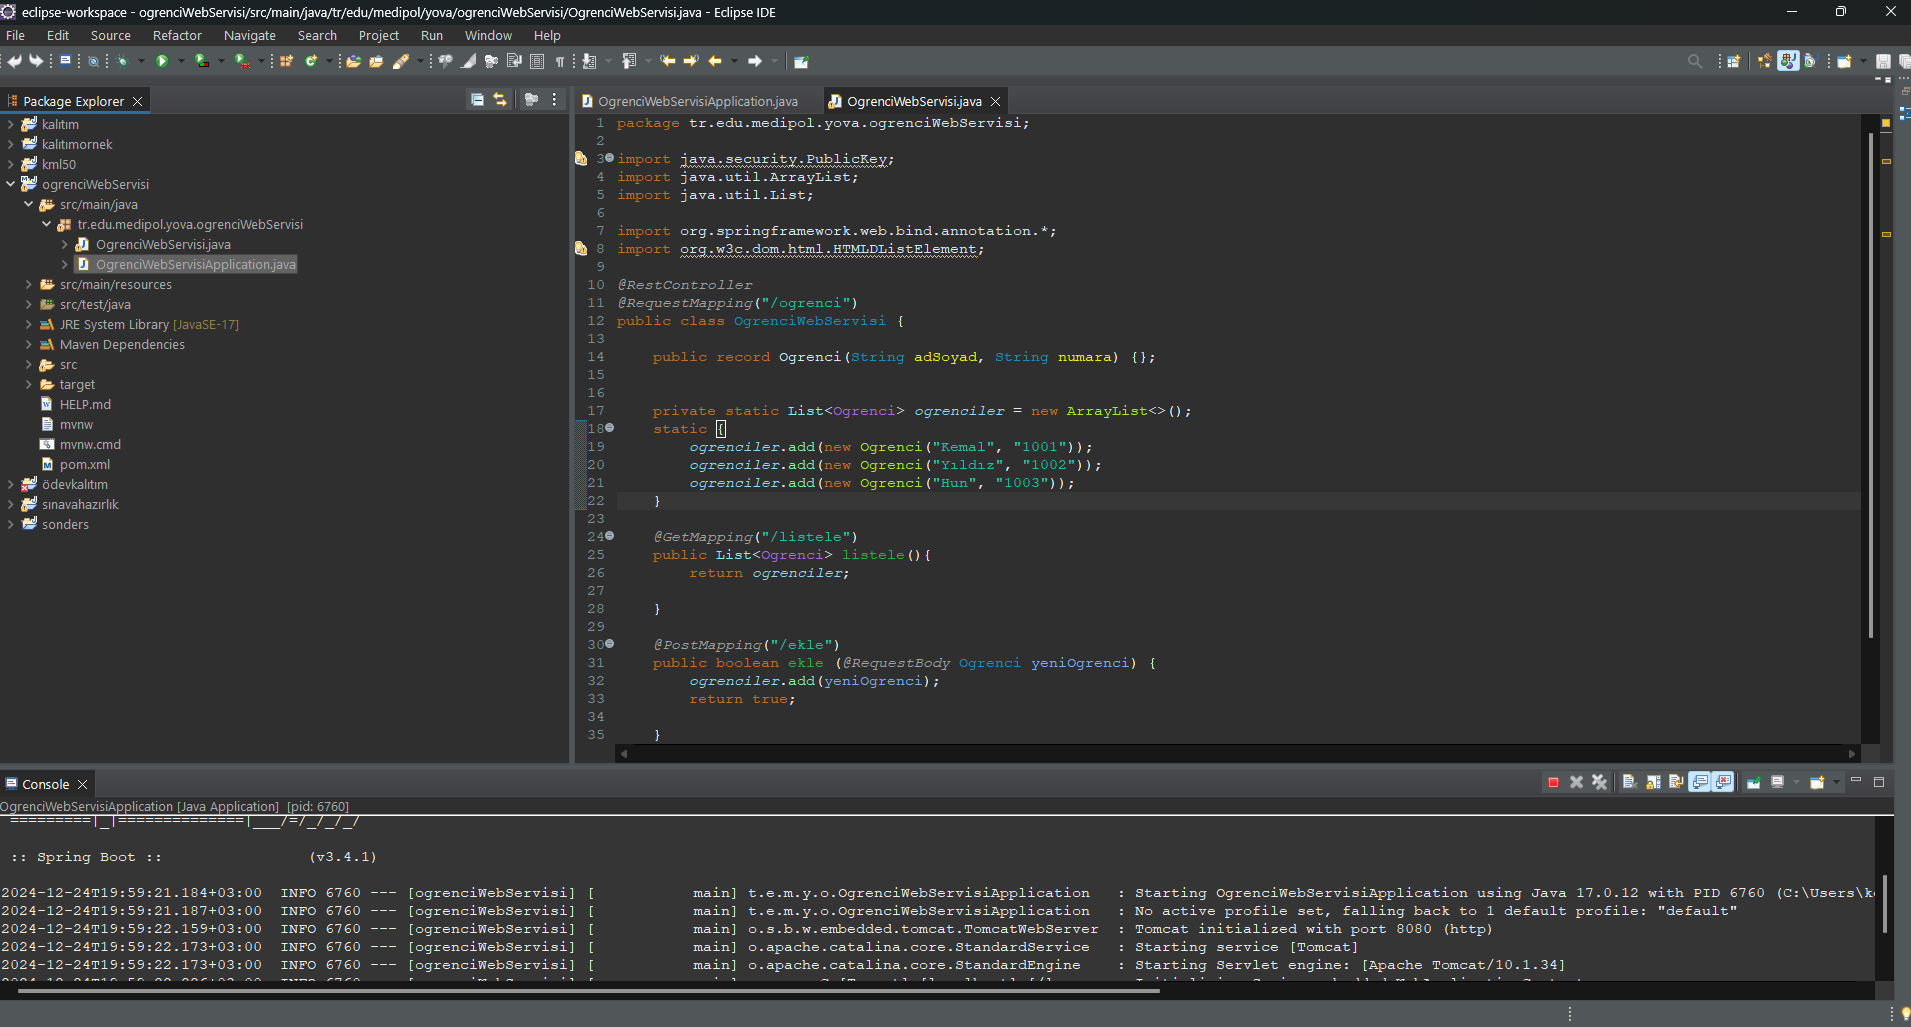 eclipse-workspace - ogrenciWebServisi/src/main/java/tr/edu/medipol/yova/ogrenciWebServisi/OgrenciWebServisi.java - Eclipse IDE
File Edit Source Refactor Navigate Search Project Run Window Help
Package Explorer
kalıtım
kalıtımornek
kml50
ogrenciWebServisi
src/main/java
tr.edu.medipol.yova.ogrenciWebServisi
OgrenciWebServisi.java
OgrenciWebServisiApplication.java
src/main/resources
src/test/java
JRE System Library [JavaSE-17]
Maven Dependencies
src
target
HELP.md
mvnw
mvnw.cmd
pom.xml
ödevkalıtım
sınavahazırlık
sonders
OgrenciWebServisiApplication.java OgrenciWebServisi.java
1 package tr.edu.medipol.yova.ogrenciWebServisi;
2
3 import java.security.PublicKey;
4 import java.util.ArrayList;
5 import java.util.List;
6
7 import org.springframework.web.bind.annotation.*;
8 import org.w3c.dom.html.HTMLDListElement;
9
10 @RestController
11 @RequestMapping("/ogrenci")
12 public class OgrenciWebServisi {
13
14 public record Ogrenci(String adSoyad, String numara) {};
15
16
17 private static List<Ogrenci> ogrenciler = new ArrayList<>();
18 static {
19 ogrenciler.add(new Ogrenci("Kemal", "1001"));
20 ogrenciler.add(new Ogrenci("Yıldız", "1002"));
21 ogrenciler.add(new Ogrenci("Hun", "1003"));
22 }
23
24 @GetMapping("/listele")
25 public List<Ogrenci> listele(){
26 return ogrenciler;
27
28 }
29
30 @PostMapping("/ekle")
31 public boolean ekle (@RequestBody Ogrenci yeniOgrenci) {
32 ogrenciler.add(yeniOgrenci);
33 return true;
34
35 }
Console
OgrenciWebServisiApplication [Java Application] [pid: 6760]
=========|_|==============|___/=/_/_/_/
:: Spring Boot :: (v3.4.1)
2024-12-24T19:59:21.184+03:00 INFO 6760 --- [ogrenciWebServisi] [ main] t.e.m.y.o.OgrenciWebServisiApplication : Starting OgrenciWebServisiApplication using Java 17.0.12 with PID 6760 (C:\Users\k
2024-12-24T19:59:21.187+03:00 INFO 6760 --- [ogrenciWebServisi] [ main] t.e.m.y.o.OgrenciWebServisiApplication : No active profile set, falling back to 1 default profile: "default"
2024-12-24T19:59:22.159+03:00 INFO 6760 --- [ogrenciWebServisi] [ main] o.s.b.w.embedded.tomcat.TomcatWebServer : Tomcat initialized with port 8080 (http)
2024-12-24T19:59:22.173+03:00 INFO 6760 --- [ogrenciWebServisi] [ main] o.apache.catalina.core.StandardService : Starting service [Tomcat]
2024-12-24T19:59:22.173+03:00 INFO 6760 --- [ogrenciWebServisi] [ main] o.apache.catalina.core.StandardEngine : Starting Servlet engine: [Apache Tomcat/10.1.34]